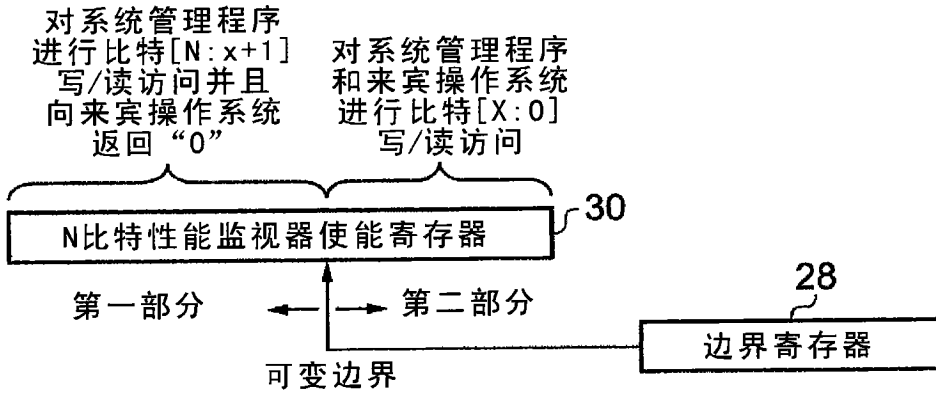 对系统管理程序
进行比特[N:x+1]
写/读访问并且
向来宾操作系统
返回“0”
对系统管理程序
和来宾操作系统
进行比特[X:0]
写/读访问
N比特性能监视器使能寄存器
30
第一部分
第二部分
28
边界寄存器
可变边界